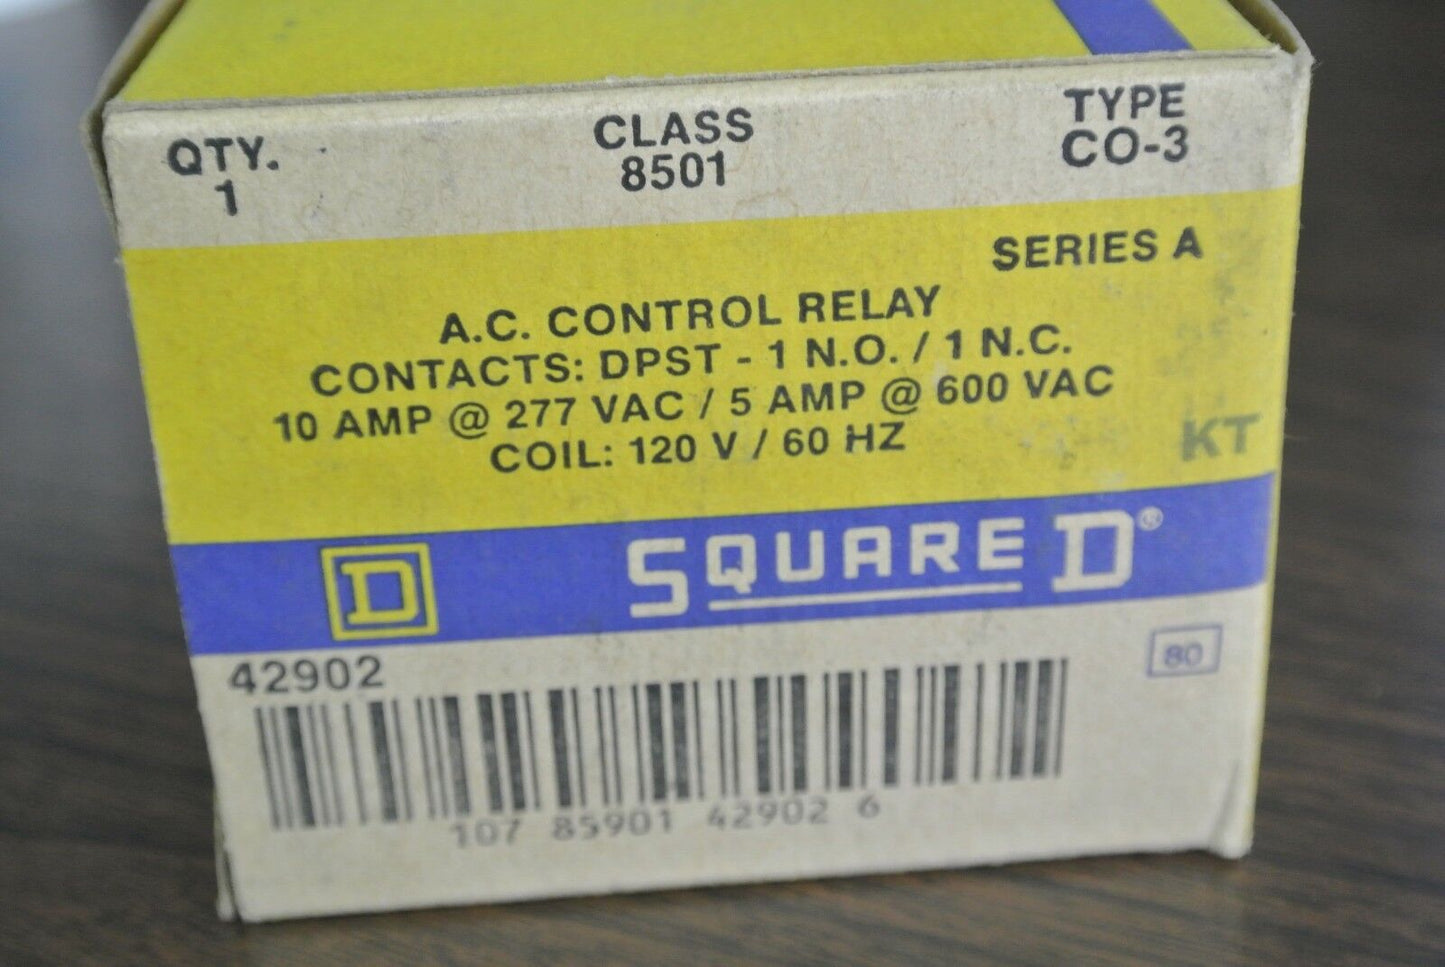 QTY.
1
CLASS
8501
TYPE
CO-3
SERIES A
A.C. CONTROL RELAY
CONTACTS: DPST - 1 N.O. / 1 N.C.
10 AMP @ 277 VAC / 5 AMP @ 600 VAC
COIL: 120 V / 60 HZ
KT
D SQUARE D®
42902
80
107 85901 42902 6